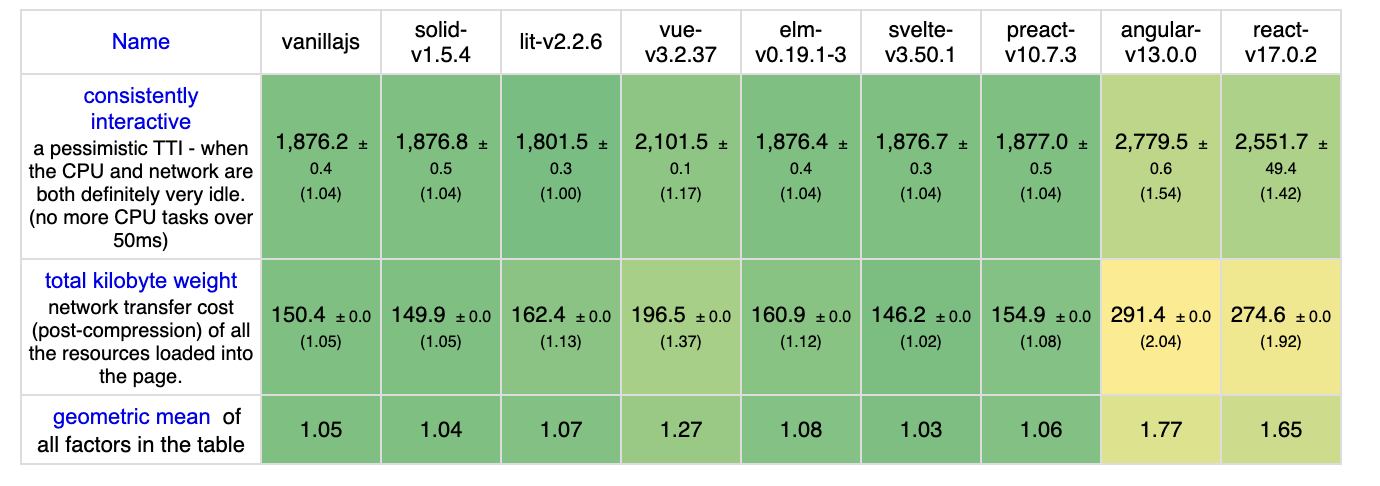 Name
vanillajs
solid-
v1.5.4
lit-v2.2.6
vue-
v3.2.37
elm-
v0.19.1-3
svelte-
v3.50.1
preact-
v10.7.3
angular-
v13.0.0
react-
v17.0.2
consistently
interactive
a pessimistic TTI - when
the CPU and network are
both definitely very idle.
(no more CPU tasks over
50ms)
1,876.2 ±
0.4
(1.04)
1,876.8 ±
0.5
(1.04)
1,801.5 ±
0.3
(1.00)
2,101.5 ±
0.1
(1.17)
1,876.4 ±
0.4
(1.04)
1,876.7 ±
0.3
(1.04)
1,877.0 ±
0.5
(1.04)
2,779.5 ±
0.6
(1.54)
2,551.7 ±
49.4
(1.42)
total kilobyte weight
network transfer cost
(post-compression) of all
the resources loaded into
the page.
150.4 ±0.0
(1.05)
149.9 ±0.0
(1.05)
162.4 ±0.0
(1.13)
196.5 ±0.0
(1.37)
160.9 ±0.0
(1.12)
146.2 ±0.0
(1.02)
154.9 ±0.0
(1.08)
291.4 ±0.0
(2.04)
274.6 ±0.0
(1.92)
geometric mean of
all factors in the table
1.05
1.04
1.07
1.27
1.08
1.03
1.06
1.77
1.65